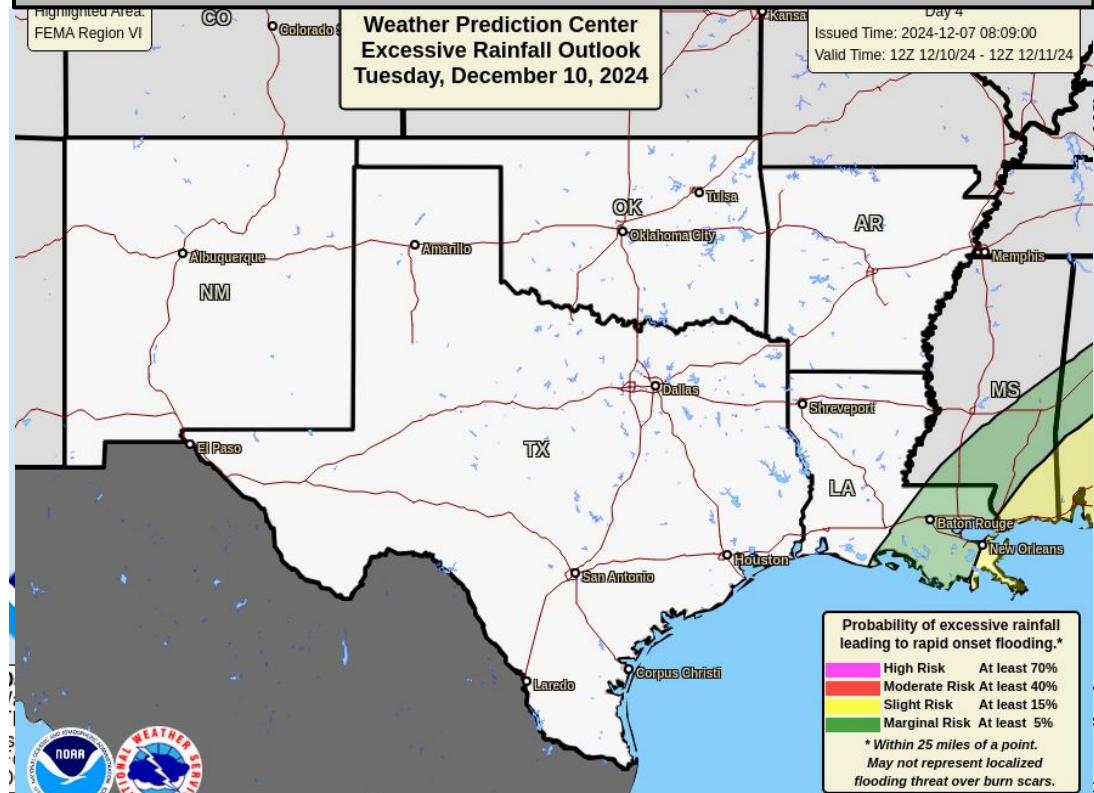 Highlighted Area:
FEMA Region VI
Weather Prediction Center
Excessive Rainfall Outlook
Tuesday, December 10, 2024
Day 4
Issued Time: 2024-12-07 08:09:00
Valid Time: 12Z 12/10/24 - 12Z 12/11/24
CO
Colorado
Kansa
Tulsa
OK
Oklahoma City
AR
Amarillo
Albuquerque
Memphis
NM
Dallas
MS
Shreveport
El Paso
TX
LA
Baton Rouge
New Orleans
Houston
San Antonio
Corpus Christi
Laredo
Probability of excessive rainfall
leading to rapid onset flooding.*
High Risk At least 70%
Moderate Risk At least 40%
Slight Risk At least 15%
Marginal Risk At least 5%
* Within 25 miles of a point.
May not represent localized
flooding threat over burn scars.
NOAA
WEATHER